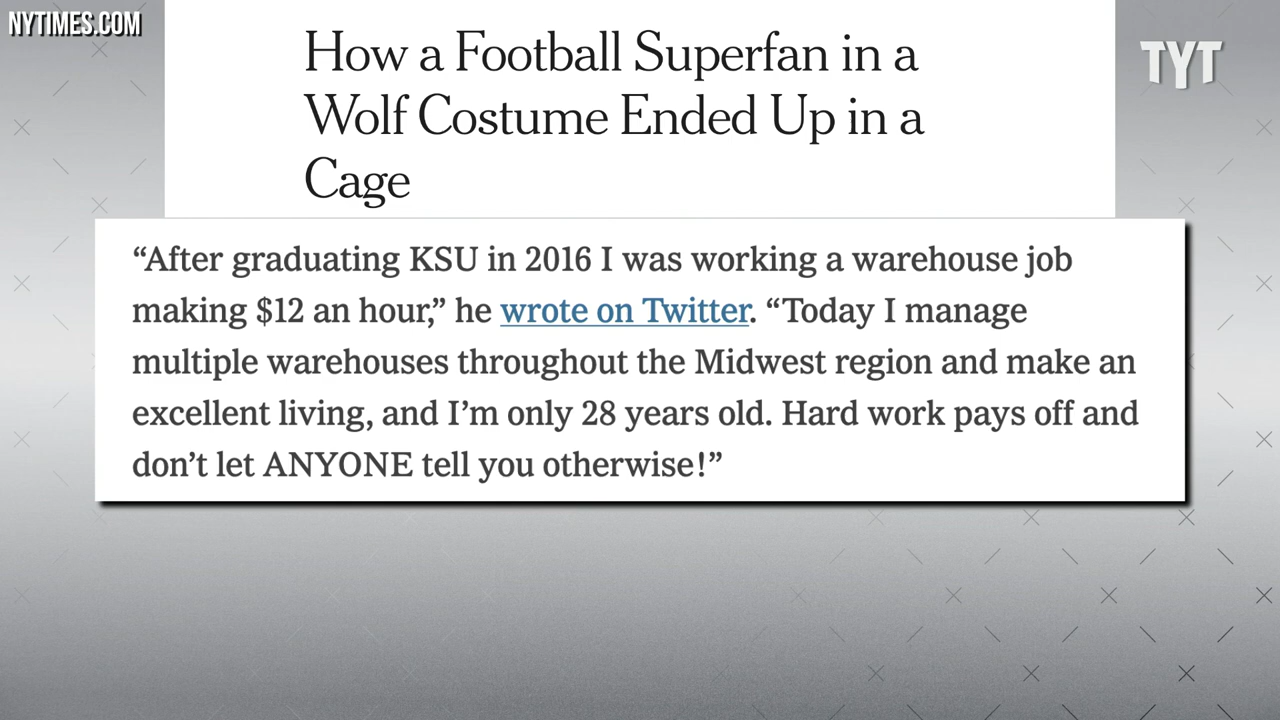 NYTIMES.COM
TYT
How a Football Superfan in a
Wolf Costume Ended Up in a
Cage
“After graduating KSU in 2016 I was working a warehouse job
making $12 an hour,” he wrote on Twitter. “Today I manage
multiple warehouses throughout the Midwest region and make an
excellent living, and I’m only 28 years old. Hard work pays off and
don’t let ANYONE tell you otherwise!”